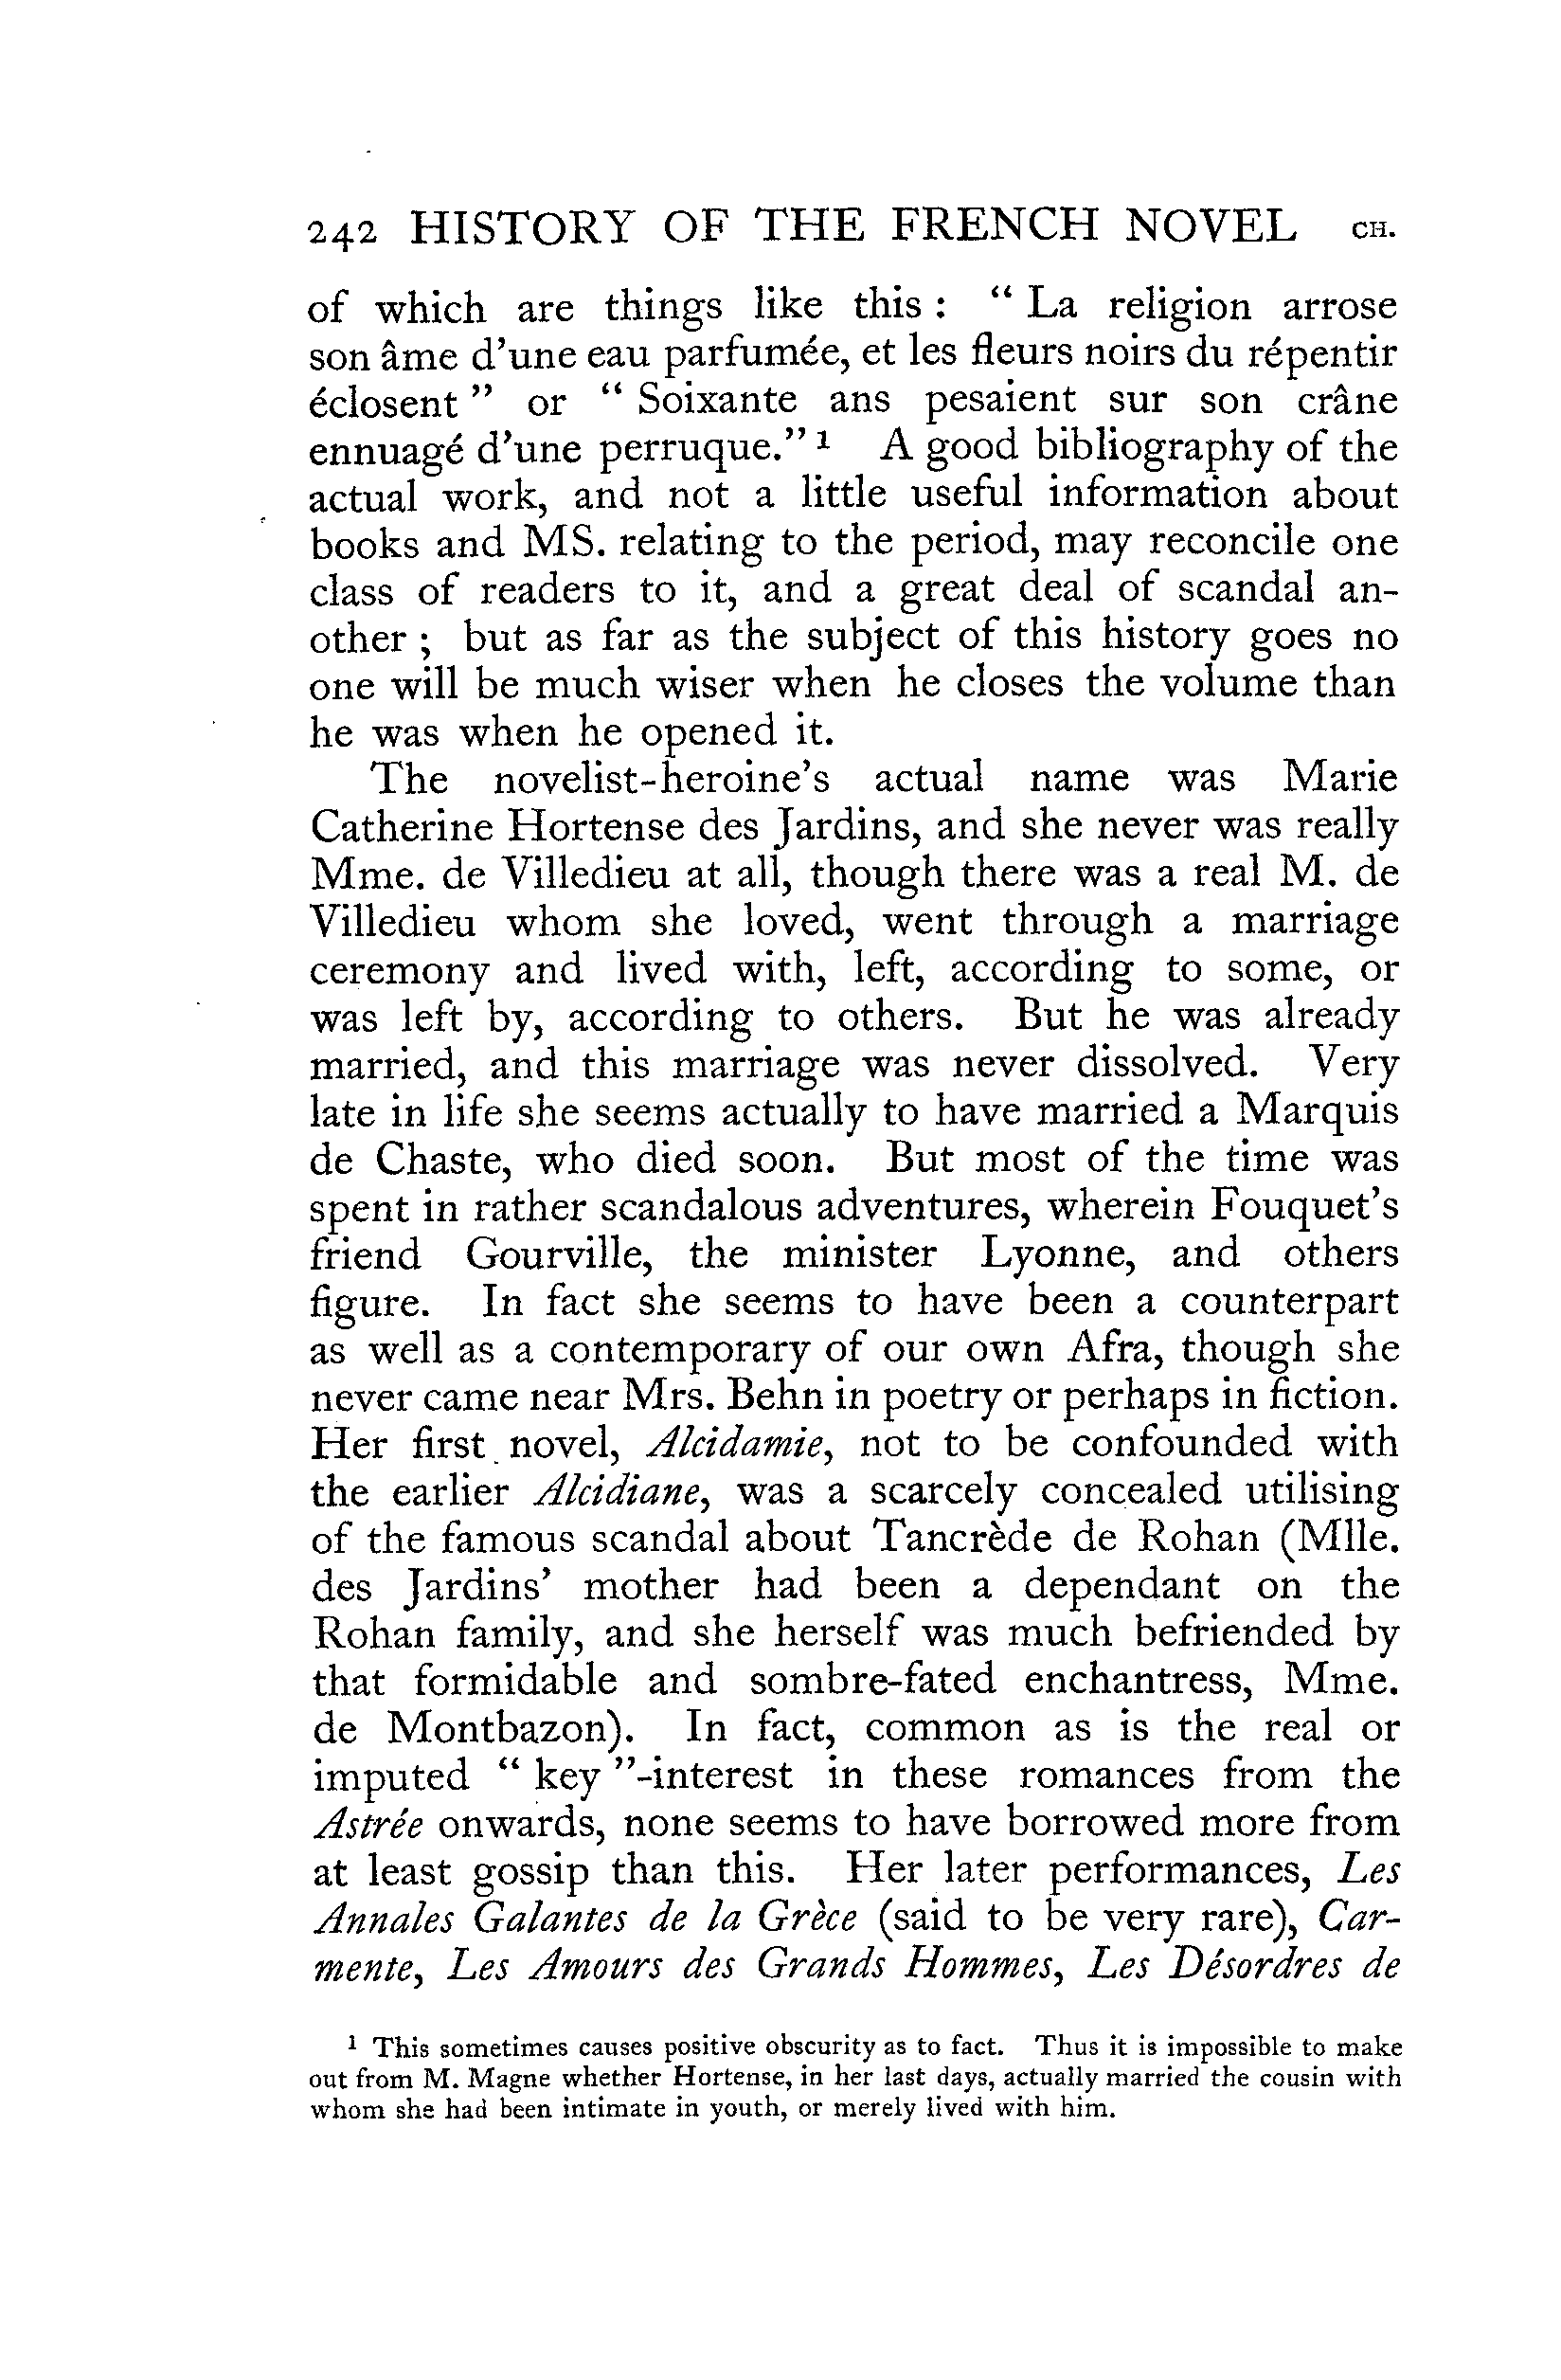 242 HISTORY OF THE FRENCH NOVEL CH.
of which are things like this : “ La religion arrose
son âme d’une eau parfumée, et les fleurs noirs du répentir
éclosent ” or “ Soixante ans pesaient sur son crâne
ennuagé d’une perruque.” ¹ A good bibliography of the
actual work, and not a little useful information about
books and MS. relating to the period, may reconcile one
class of readers to it, and a great deal of scandal an-
other ; but as far as the subject of this history goes no
one will be much wiser when he closes the volume than
he was when he opened it.
The novelist-heroine’s actual name was Marie
Catherine Hortense des Jardins, and she never was really
Mme. de Villedieu at all, though there was a real M. de
Villedieu whom she loved, went through a marriage
ceremony and lived with, left, according to some, or
was left by, according to others. But he was already
married, and this marriage was never dissolved. Very
late in life she seems actually to have married a Marquis
de Chaste, who died soon. But most of the time was
spent in rather scandalous adventures, wherein Fouquet’s
friend Gourville, the minister Lyonne, and others
figure. In fact she seems to have been a counterpart
as well as a contemporary of our own Afra, though she
never came near Mrs. Behn in poetry or perhaps in fiction.
Her first novel, Alcidamie, not to be confounded with
the earlier Alcidiane, was a scarcely concealed utilising
of the famous scandal about Tancrède de Rohan (Mlle.
des Jardins’ mother had been a dependant on the
Rohan family, and she herself was much befriended by
that formidable and sombre-fated enchantress, Mme.
de Montbazon). In fact, common as is the real or
imputed “ key ”-interest in these romances from the
Astrée onwards, none seems to have borrowed more from
at least gossip than this. Her later performances, Les
Annales Galantes de la Grèce (said to be very rare), Car-
mente, Les Amours des Grands Hommes, Les Désordres de
¹ This sometimes causes positive obscurity as to fact. Thus it is impossible to make
out from M. Magne whether Hortense, in her last days, actually married the cousin with
whom she had been intimate in youth, or merely lived with him.